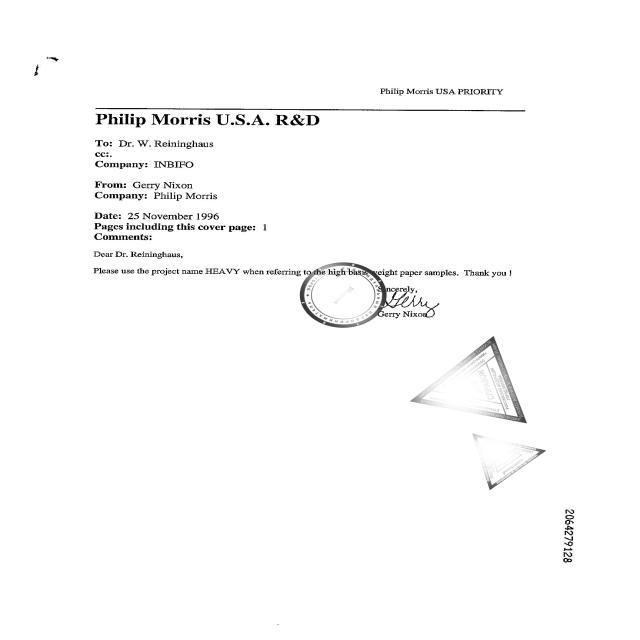 Philip Morris USA PRIORITY
Philip Morris U.S.A. R&D
To: Dr. W. Reininghaus
cc:.
Company: INBIFO
From: Gerry Nixon
Company: Philip Morris
Date: 25 November 1996
Pages including this cover page: 1
Comments:
Dear Dr. Reininghaus,
Please use the project name HEAVY when referring to the high basis weight paper samples. Thank you !
Sincerely,
Gerry
Gerry Nixon
2064279128